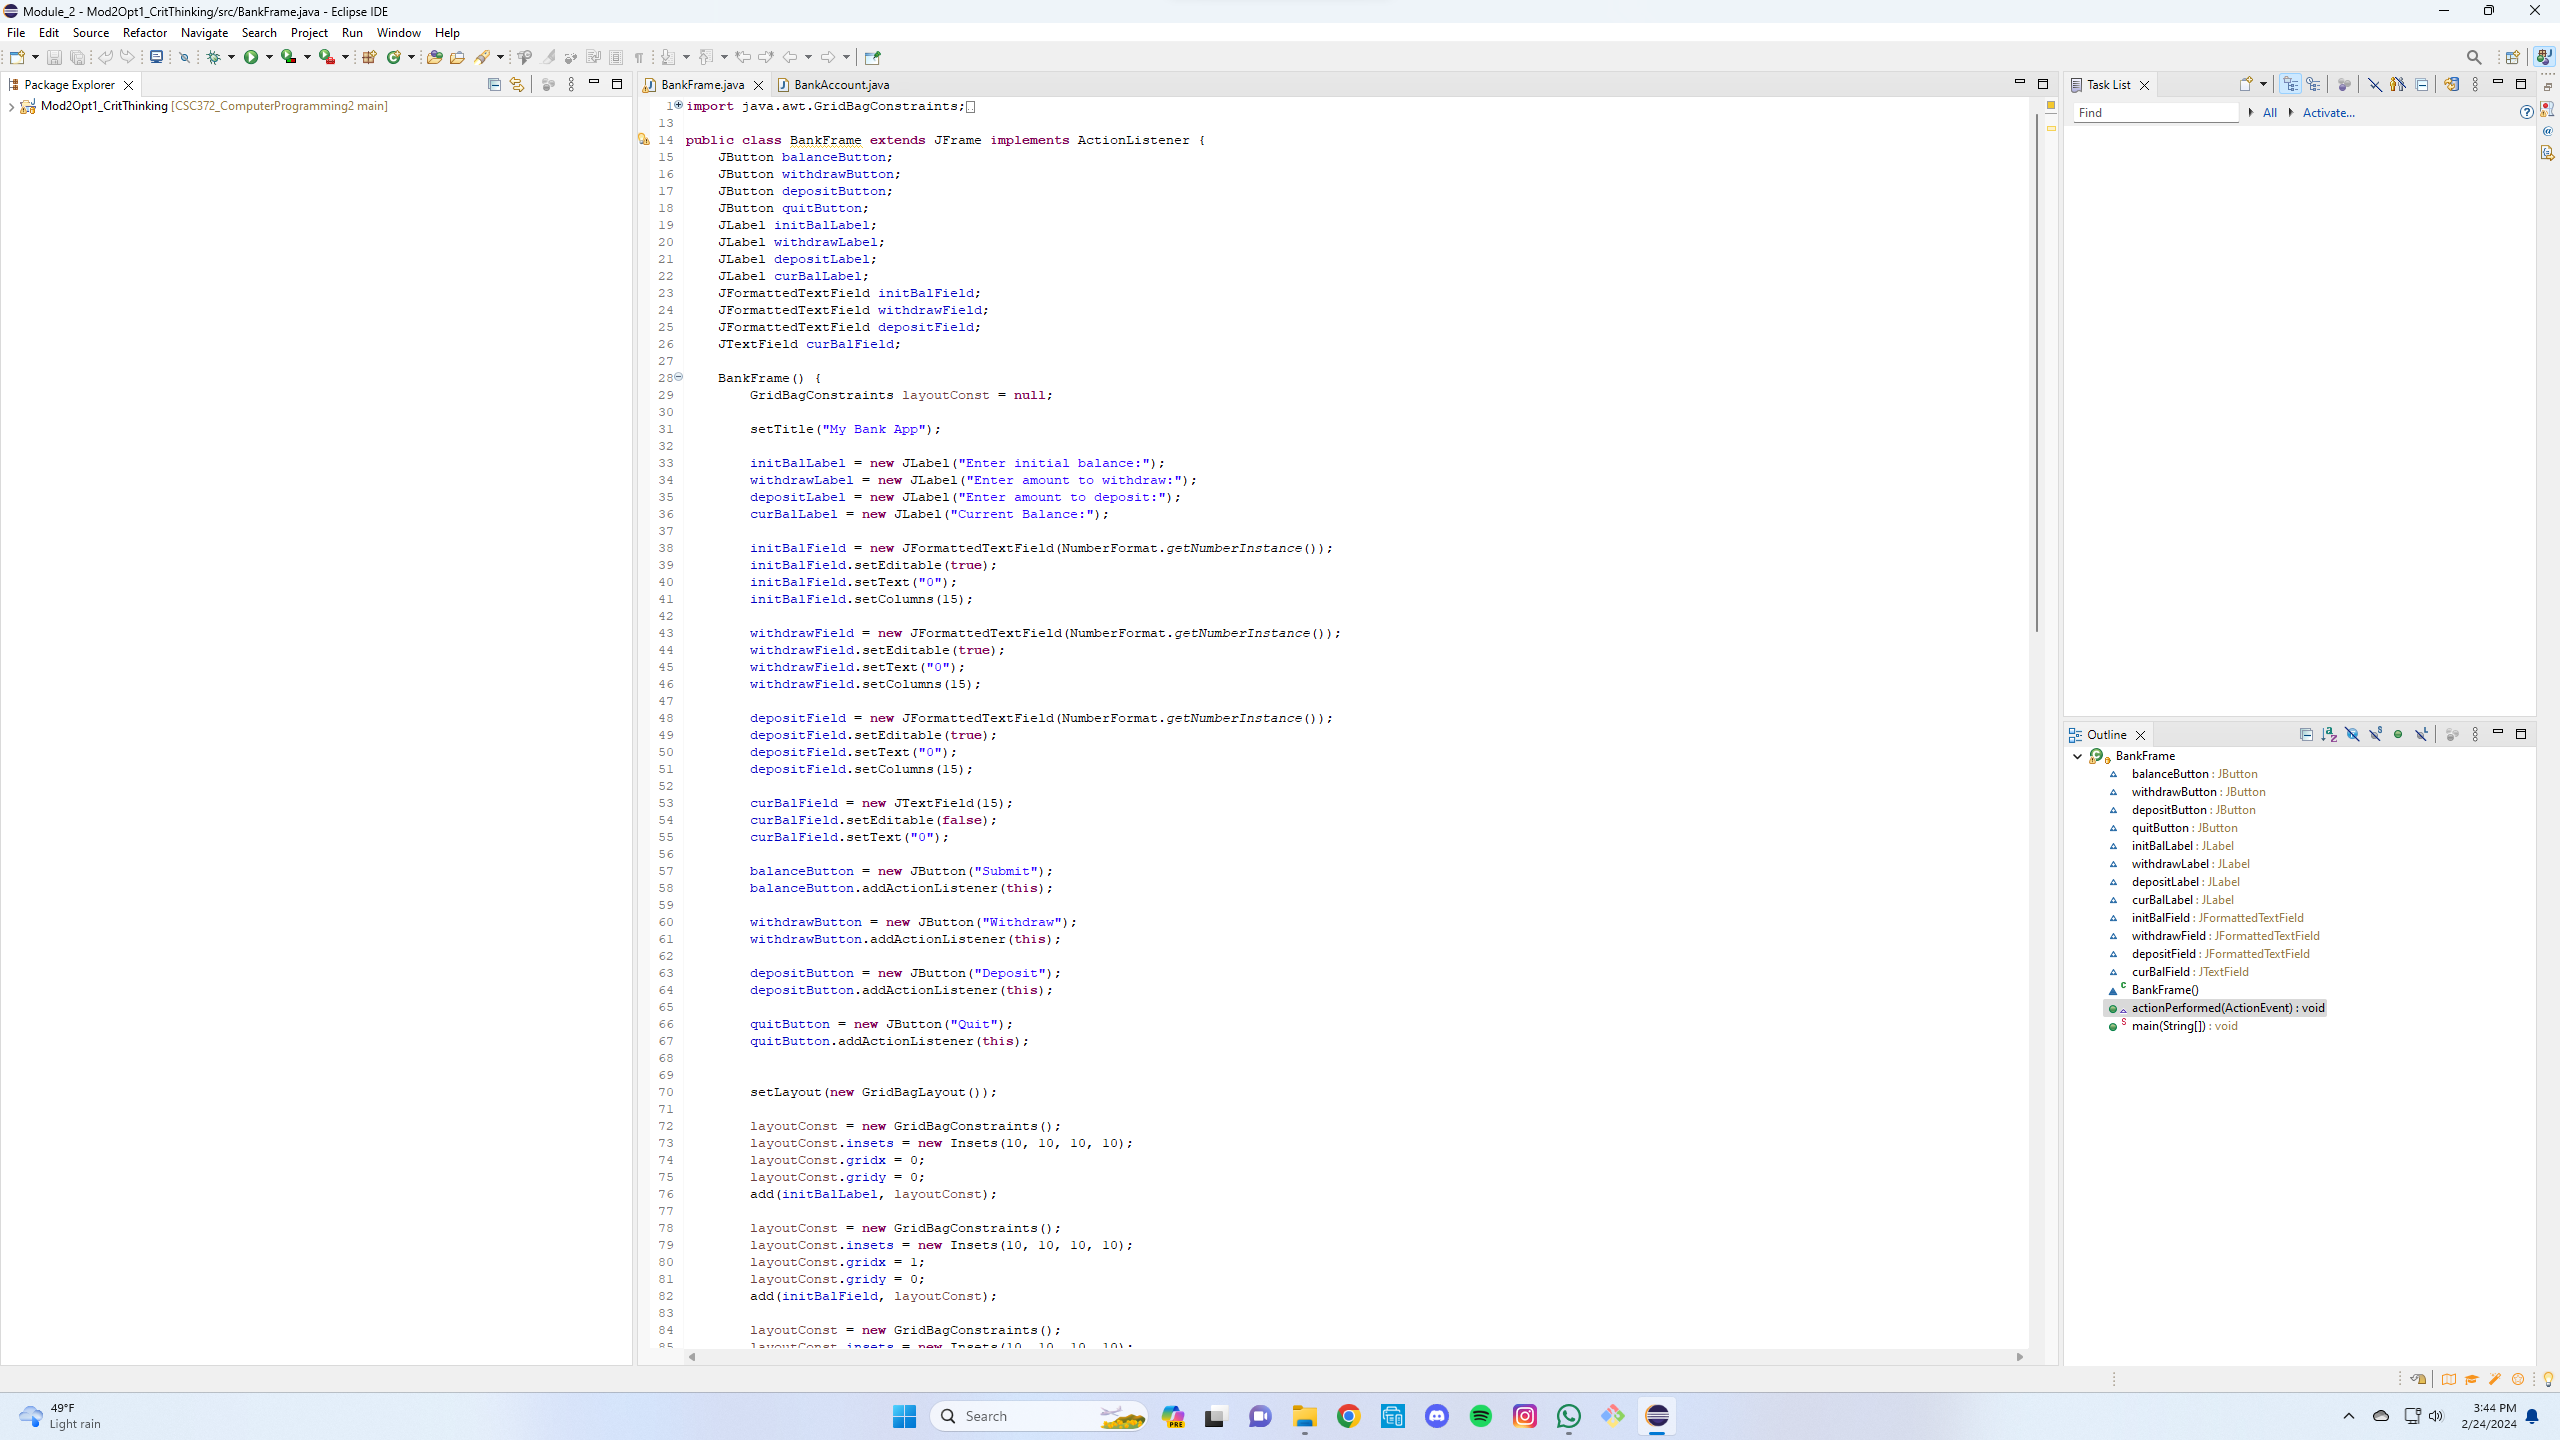 Module_2 - Mod2Opt1_CritThinking/src/BankFrame.java - Eclipse IDE
File Edit Source Refactor Navigate Search Project Run Window Help
Package Explorer
Mod2Opt1_CritThinking [CSC372_ComputerProgramming2 main]
BankFrame.java BankAccount.java
1 import java.awt.GridBagConstraints;
13
14 public class BankFrame extends JFrame implements ActionListener {
15 JButton balanceButton;
16 JButton withdrawButton;
17 JButton depositButton;
18 JButton quitButton;
19 JLabel initBalLabel;
20 JLabel withdrawLabel;
21 JLabel depositLabel;
22 JLabel curBalLabel;
23 JFormattedTextField initBalField;
24 JFormattedTextField withdrawField;
25 JFormattedTextField depositField;
26 JTextField curBalField;
27
28 BankFrame() {
29 GridBagConstraints layoutConst = null;
30
31 setTitle("My Bank App");
32
33 initBalLabel = new JLabel("Enter initial balance:");
34 withdrawLabel = new JLabel("Enter amount to withdraw:");
35 depositLabel = new JLabel("Enter amount to deposit:");
36 curBalLabel = new JLabel("Current Balance:");
37
38 initBalField = new JFormattedTextField(NumberFormat.getNumberInstance());
39 initBalField.setEditable(true);
40 initBalField.setText("0");
41 initBalField.setColumns(15);
42
43 withdrawField = new JFormattedTextField(NumberFormat.getNumberInstance());
44 withdrawField.setEditable(true);
45 withdrawField.setText("0");
46 withdrawField.setColumns(15);
47
48 depositField = new JFormattedTextField(NumberFormat.getNumberInstance());
49 depositField.setEditable(true);
50 depositField.setText("0");
51 depositField.setColumns(15);
52
53 curBalField = new JTextField(15);
54 curBalField.setEditable(false);
55 curBalField.setText("0");
56
57 balanceButton = new JButton("Submit");
58 balanceButton.addActionListener(this);
59
60 withdrawButton = new JButton("Withdraw");
61 withdrawButton.addActionListener(this);
62
63 depositButton = new JButton("Deposit");
64 depositButton.addActionListener(this);
65
66 quitButton = new JButton("Quit");
67 quitButton.addActionListener(this);
68
69
70 setLayout(new GridBagLayout());
71
72 layoutConst = new GridBagConstraints();
73 layoutConst.insets = new Insets(10, 10, 10, 10);
74 layoutConst.gridx = 0;
75 layoutConst.gridy = 0;
76 add(initBalLabel, layoutConst);
77
78 layoutConst = new GridBagConstraints();
79 layoutConst.insets = new Insets(10, 10, 10, 10);
80 layoutConst.gridx = 1;
81 layoutConst.gridy = 0;
82 add(initBalField, layoutConst);
83
84 layoutConst = new GridBagConstraints();
85 layoutConst.insets = new Insets(10, 10, 10, 10);
Task List
Find All Activate...
Outline
BankFrame
balanceButton : JButton
withdrawButton : JButton
depositButton : JButton
quitButton : JButton
initBalLabel : JLabel
withdrawLabel : JLabel
depositLabel : JLabel
curBalLabel : JLabel
initBalField : JFormattedTextField
withdrawField : JFormattedTextField
depositField : JFormattedTextField
curBalField : JTextField
BankFrame()
actionPerformed(ActionEvent) : void
main(String[]) : void
49°F
Light rain
Search
PRE
3:44 PM
2/24/2024